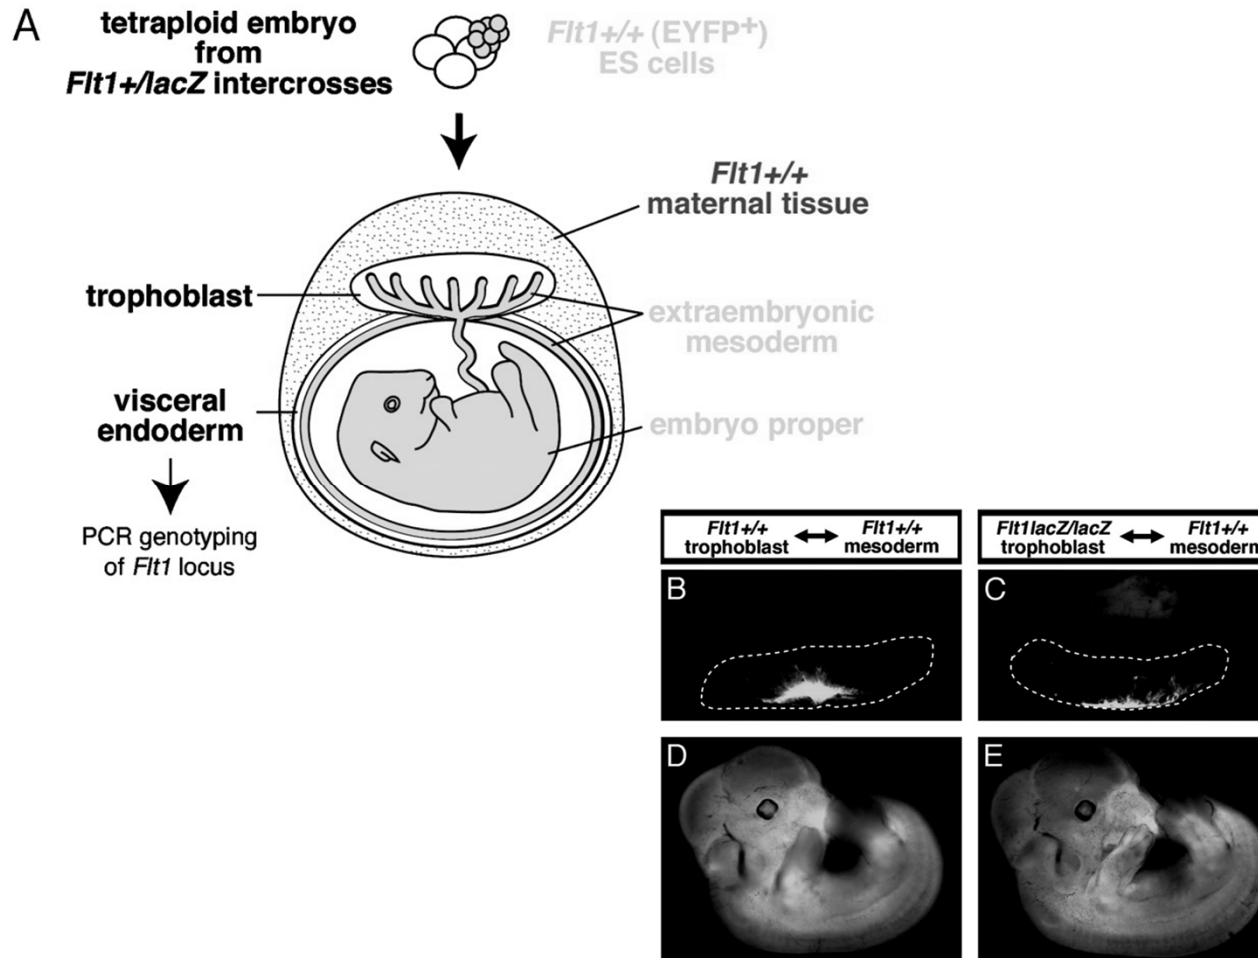 A
tetraploid embryo
from
Flt1+/lacZ intercrosses
Flt1+/+ (EYFP+)
ES cells
Flt1+/+
maternal tissue
trophoblast
extraembryonic
mesoderm
visceral
endoderm
embryo proper
PCR genotyping
of Flt1 locus
Flt1+/+
trophoblast
Flt1+/+
mesoderm
Flt1lacZ/lacZ
trophoblast
Flt1+/+
mesoderm
B
C
D
E